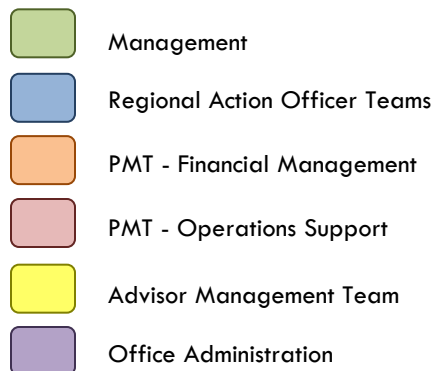 Management
Regional Action Officer Teams
PMT - Financial Management
PMT - Operations Support
Advisor Management Team
Office Administration